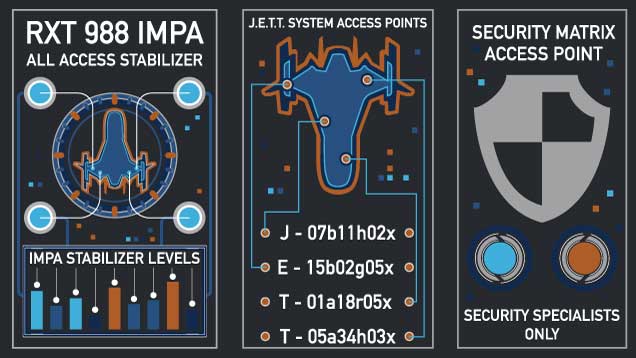 RXT 988 IMPA
ALL ACCESS STABILIZER
IMPA STABILIZER LEVELS
J.E.T.T. SYSTEM ACCESS POINTS
J - 07b11h02x
E - 15b02g05x
T - 01a18r05x
T - 05a34h03x
SECURITY MATRIX
ACCESS POINT
SECURITY SPECIALISTS
ONLY